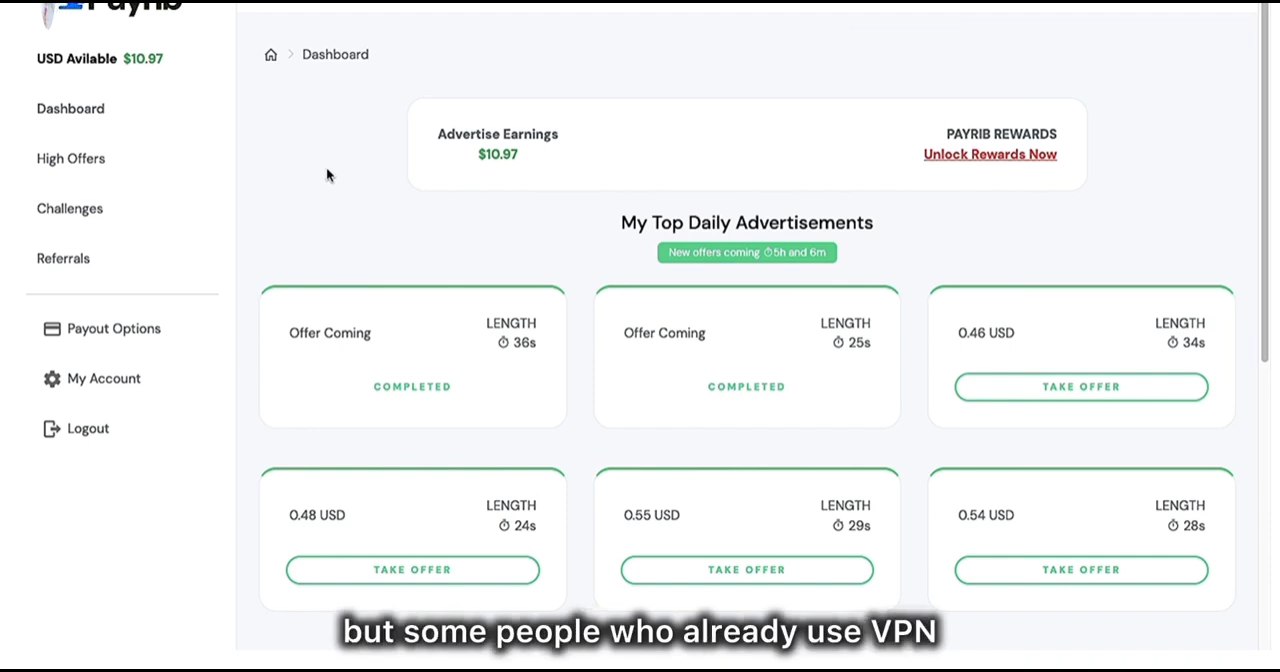 Payrib
USD Avilable $10.97
Dashboard
High Offers
Challenges
Referrals
Payout Options
My Account
Logout
Dashboard
Advertise Earnings
$10.97
PAYRIB REWARDS
Unlock Rewards Now
My Top Daily Advertisements
New offers coming 5h and 6m
Offer Coming
LENGTH
36s
COMPLETED
Offer Coming
LENGTH
25s
COMPLETED
0.46 USD
LENGTH
34s
TAKE OFFER
0.48 USD
LENGTH
24s
TAKE OFFER
0.55 USD
LENGTH
29s
TAKE OFFER
0.54 USD
LENGTH
28s
TAKE OFFER
but some people who already use VPN